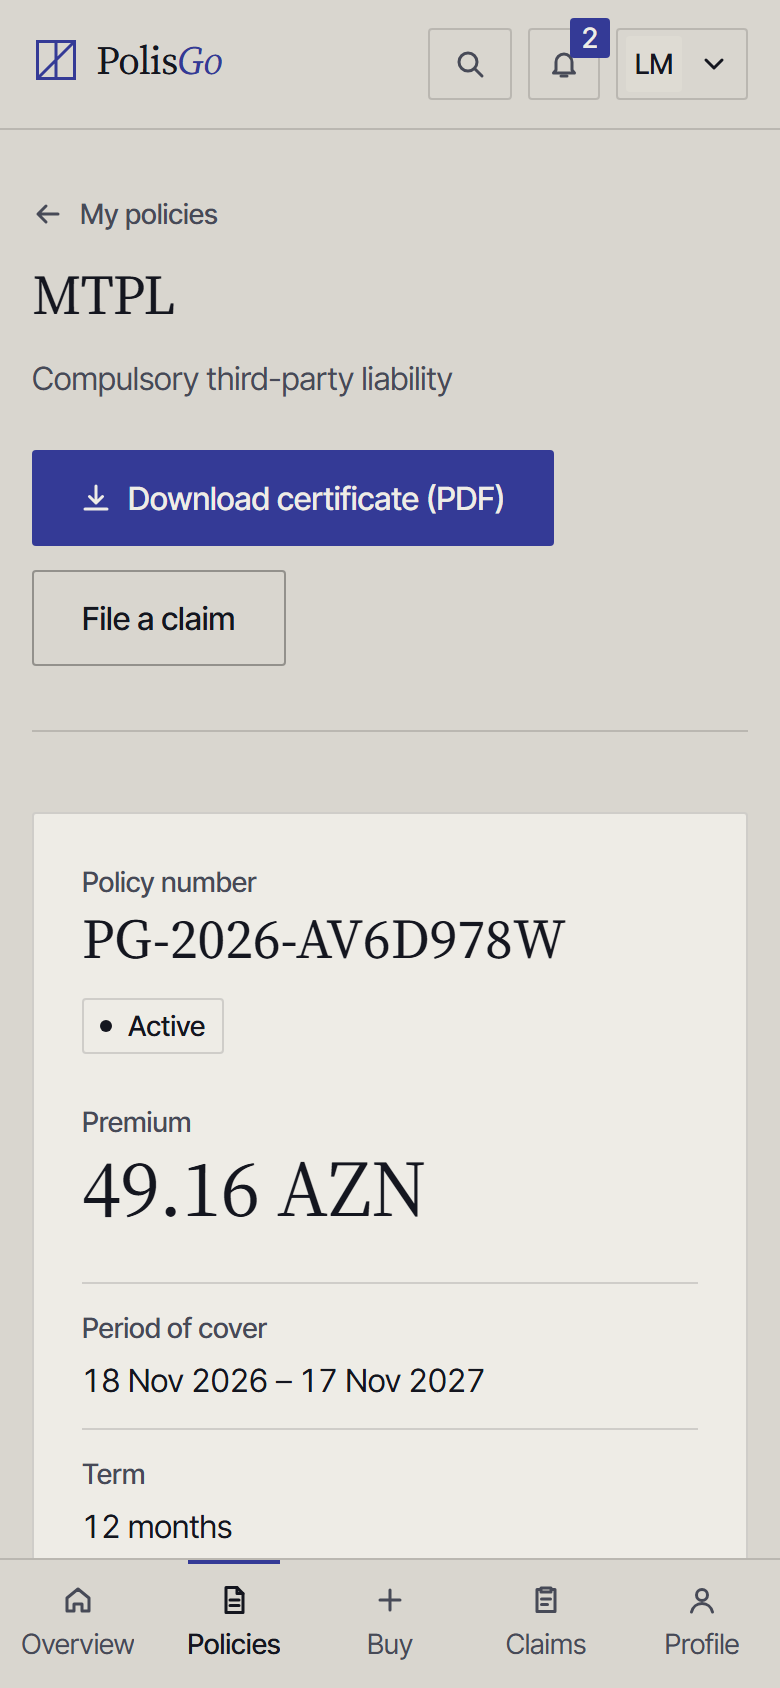 PolisGo
2
LM
My policies
MTPL
Compulsory third-party liability
Download certificate (PDF)
File a claim
Policy number
PG-2026-AV6D978W
Active
Premium
49.16 AZN
Period of cover
18 Nov 2026 – 17 Nov 2027
Term
12 months
Overview
Policies
Buy
Claims
Profile